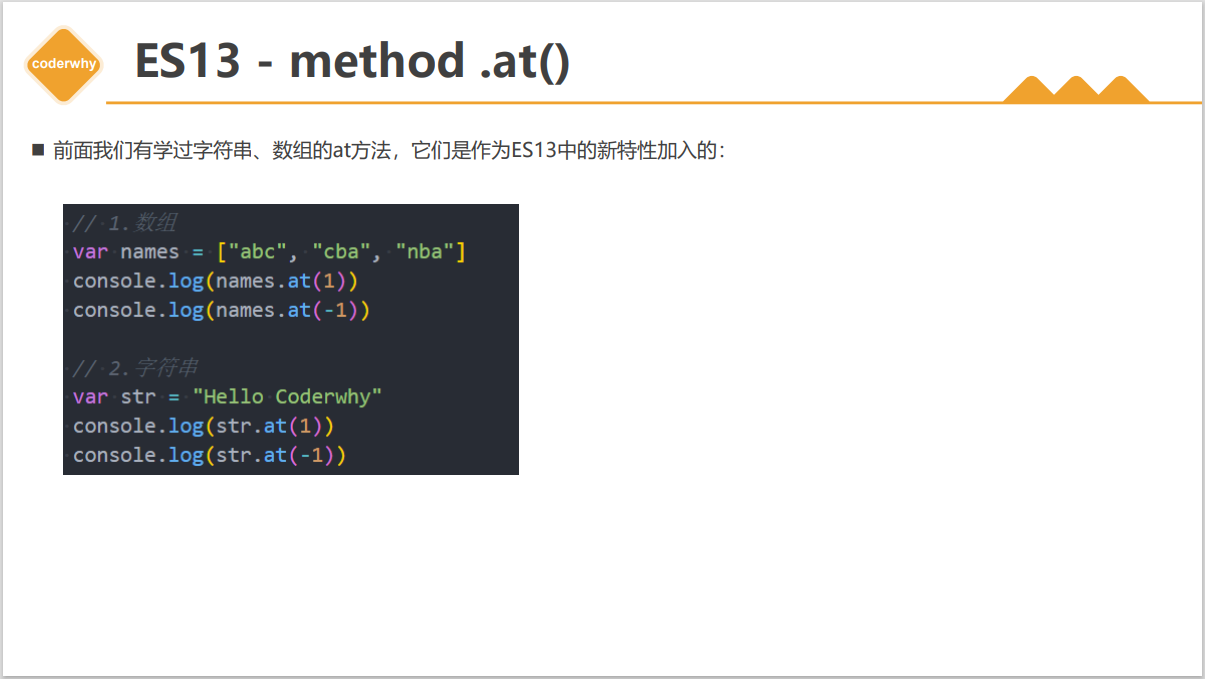 coderwhy
ES13 - method .at()
■ 前面我们有学过字符串、数组的at方法，它们是作为ES13中的新特性加入的：
// 1.数组
var names = ["abc", "cba", "nba"]
console.log(names.at(1))
console.log(names.at(-1))
// 2.字符串
var str = "Hello Coderwhy"
console.log(str.at(1))
console.log(str.at(-1))